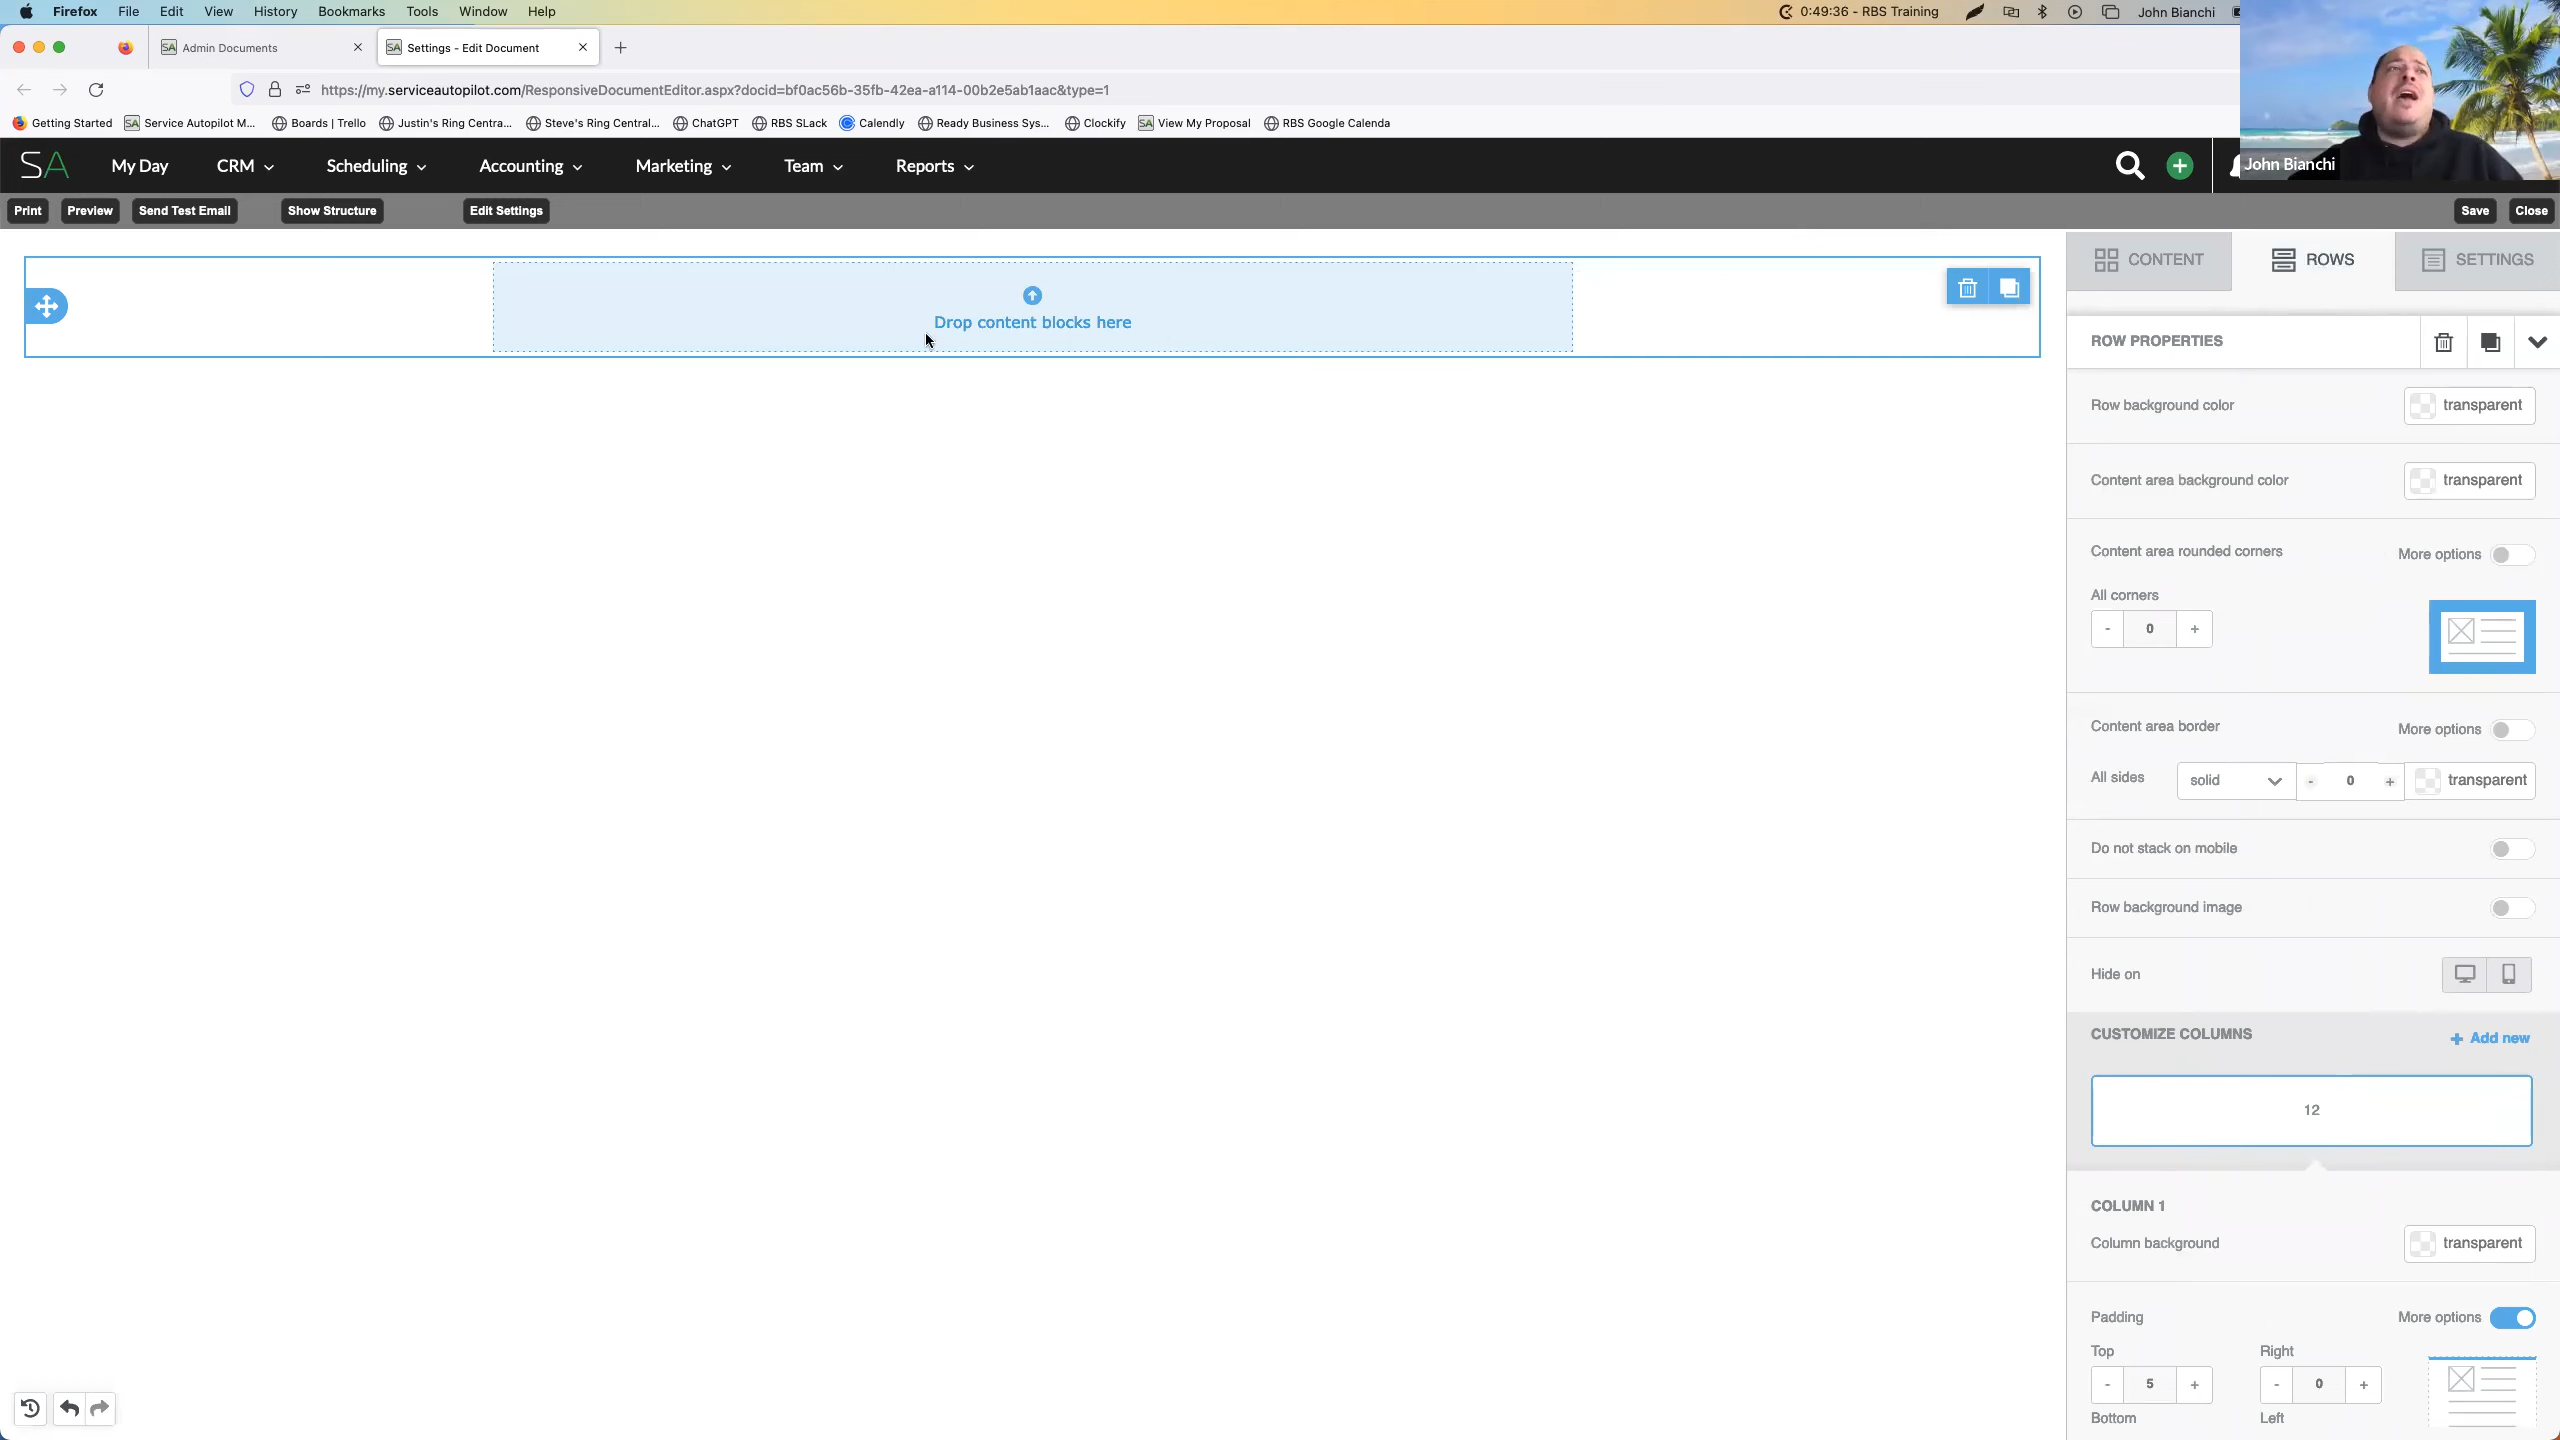 Firefox File Edit View History Bookmarks Tools Window Help 0:49:36 - RBS Training John Bianchi
SA Admin Documents SA Settings - Edit Document
https://my.serviceautopilot.com/ResponsiveDocumentEditor.aspx?docid=bf0ac56b-35fb-42ea-a114-00b2e5ab1aac&type=1
Getting Started SA Service Autopilot M... Boards | Trello Justin's Ring Centra... Steve's Ring Central... ChatGPT RBS SLack Calendly Ready Business Sys... Clockify SA View My Proposal RBS Google Calenda
SA My Day CRM Scheduling Accounting Marketing Team Reports John Bianchi
Print Preview Send Test Email Show Structure Edit Settings Save Close
CONTENT ROWS SETTINGS
Drop content blocks here
ROW PROPERTIES
Row background color transparent
Content area background color transparent
Content area rounded corners More options
All corners
- 0 +
Content area border More options
All sides solid - 0 + transparent
Do not stack on mobile
Row background image
Hide on
CUSTOMIZE COLUMNS + Add new
12
COLUMN 1
Column background transparent
Padding More options
Top Right
- 5 + - 0 +
Bottom Left